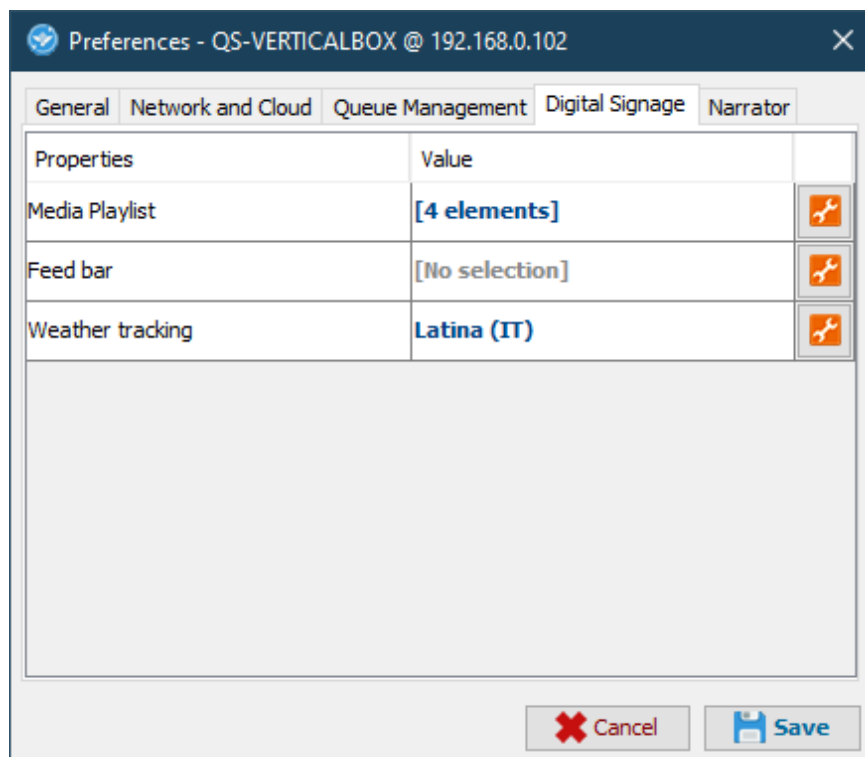 Preferences - QS-VERTICALBOX @ 192.168.0.102
General Network and Cloud Queue Management Digital Signage Narrator
Properties Value
Media Playlist [4 elements]
Feed bar [No selection]
Weather tracking Latina (IT)
Cancel Save